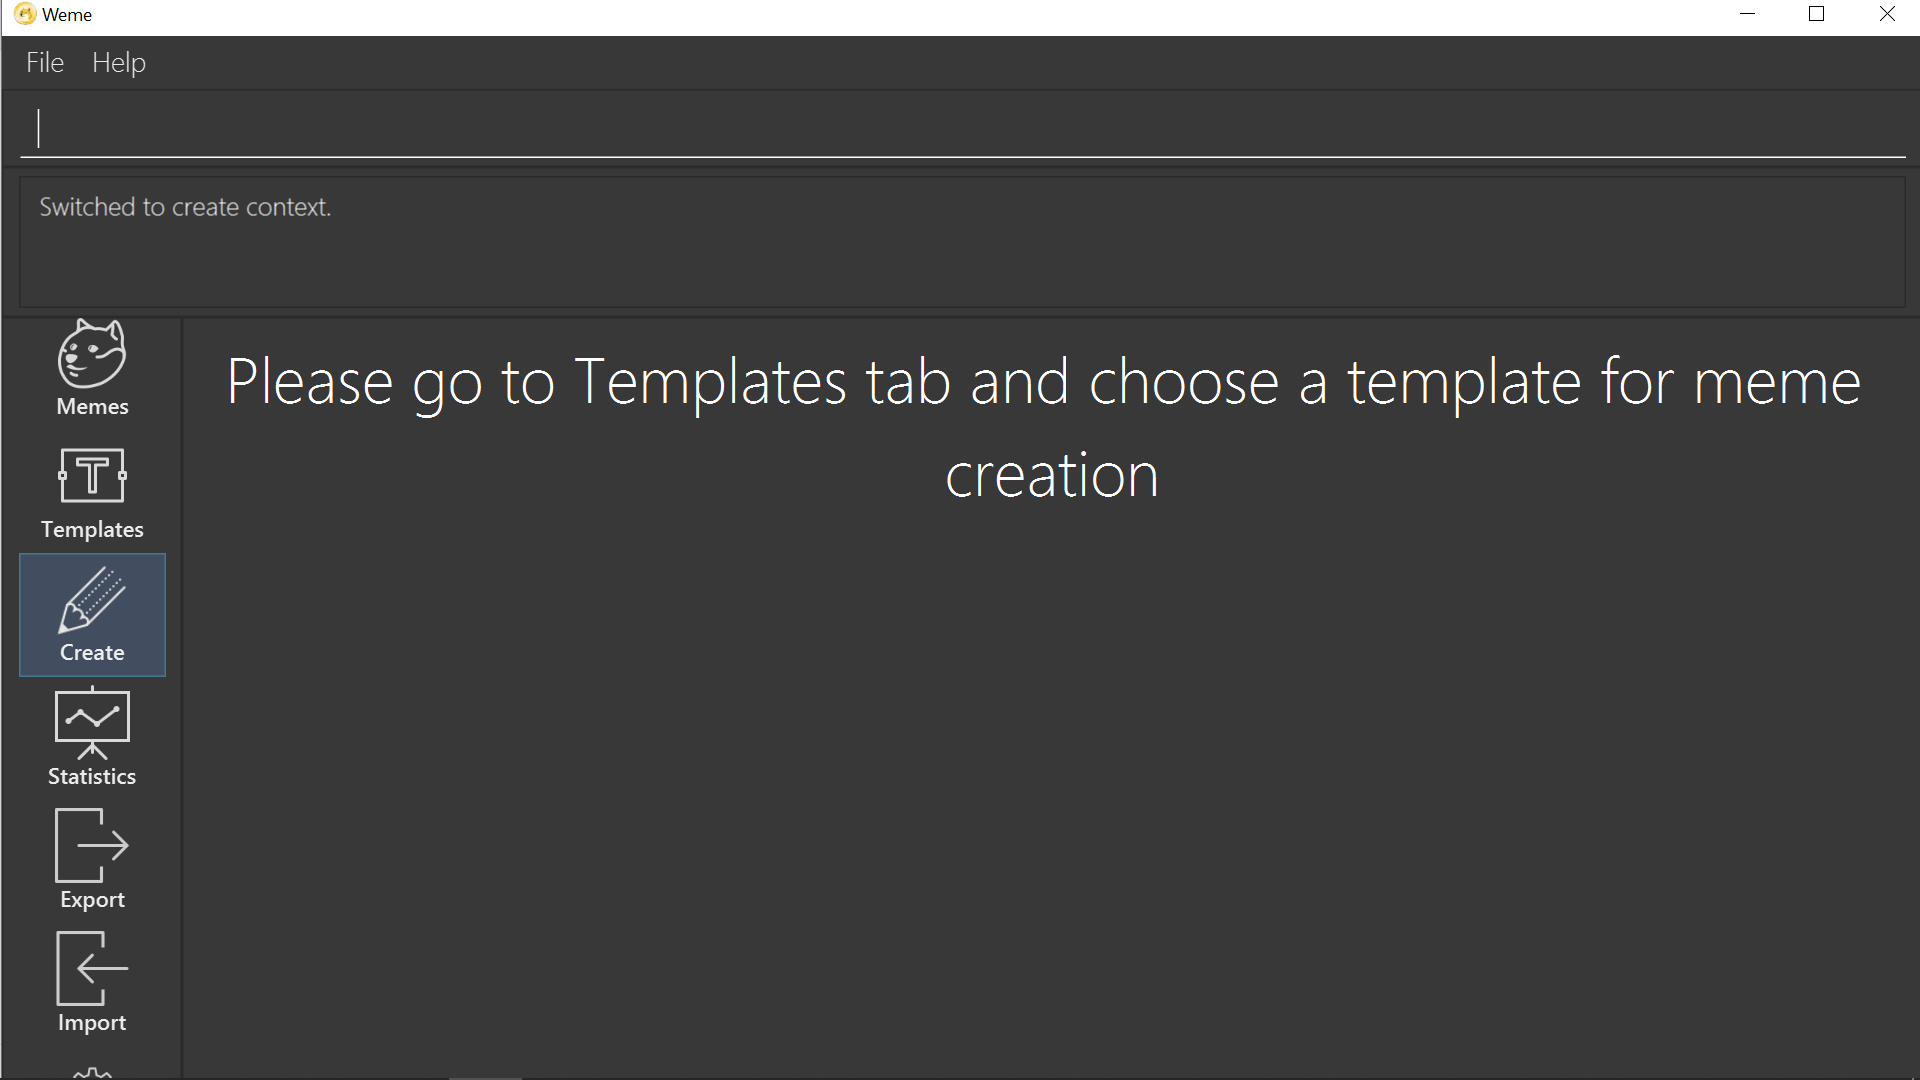 Weme
File Help
Switched to create context.
Memes
Templates
Create
Statistics
Export
Import
Please go to Templates tab and choose a template for meme
creation